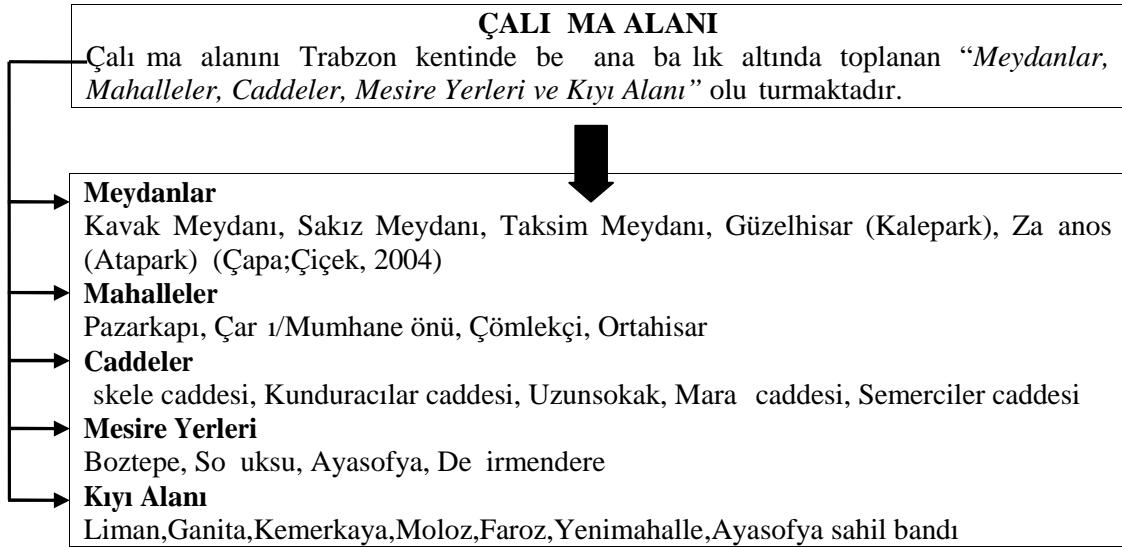 ÇALI MA ALANI
Çalı ma alanını Trabzon kentinde be ana ba lık altında toplanan “Meydanlar,
Mahalleler, Caddeler, Mesire Yerleri ve Kıyı Alanı” olu turmaktadır.
Meydanlar
Kavak Meydanı, Sakız Meydanı, Taksim Meydanı, Güzelhisar (Kalepark), Za anos
(Atapark) (Çapa;Çiçek, 2004)
Mahalleler
Pazarkapı, Çar ı/Mumhane önü, Çömlekçi, Ortahisar
Caddeler
skele caddesi, Kunduracılar caddesi, Uzunsokak, Mara caddesi, Semerciler caddesi
Mesire Yerleri
Boztepe, So uksu, Ayasofya, De irmendere
Kıyı Alanı
Liman,Ganita,Kemerkaya,Moloz,Faroz,Yenimahalle,Ayasofya sahil bandı